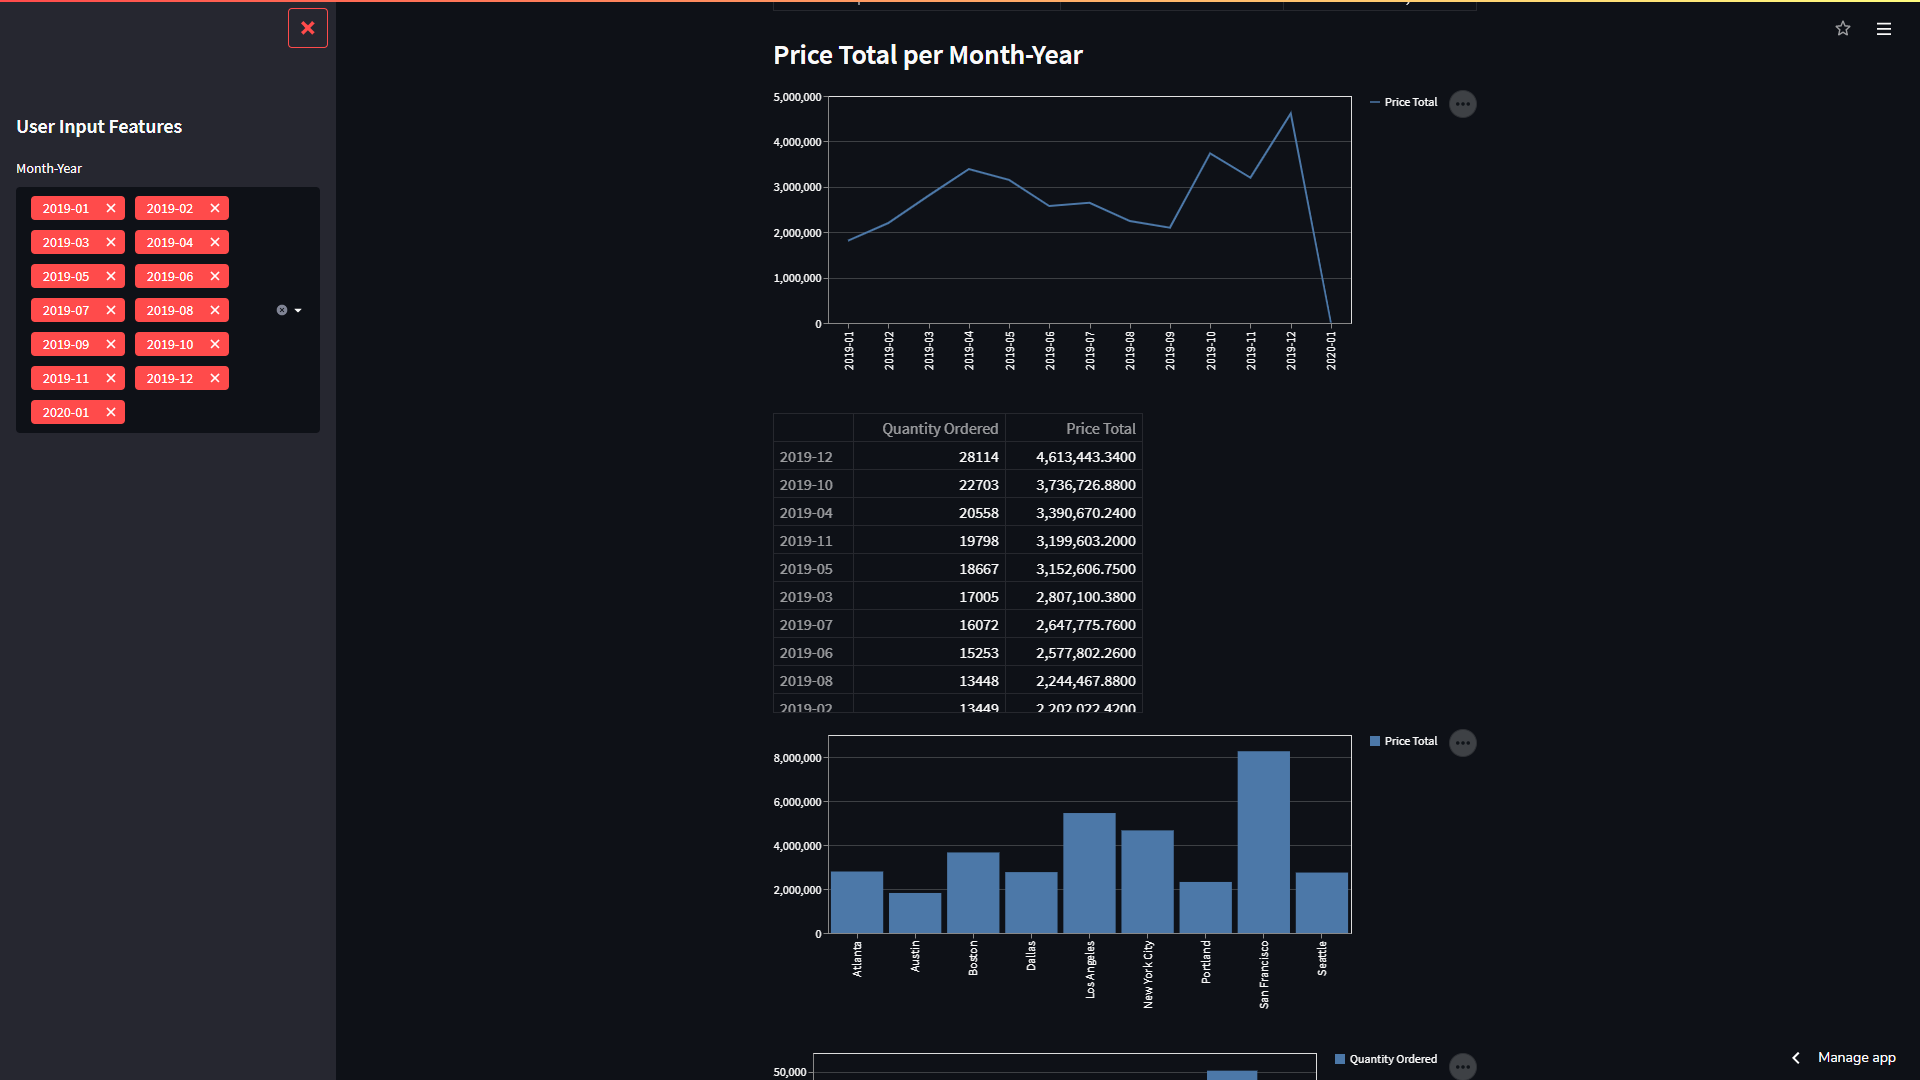 User Input Features
Month-Year
2019-01 2019-02
2019-03 2019-04
2019-05 2019-06
2019-07 2019-08
2019-09 2019-10
2019-11 2019-12
2020-01
Price Total per Month-Year
5,000,000
4,000,000
3,000,000
2,000,000
1,000,000
0
2019-01 2019-02 2019-03 2019-04 2019-05 2019-06 2019-07 2019-08 2019-09 2019-10 2019-11 2019-12 2020-01
Price Total
Quantity Ordered Price Total
2019-12 28114 4,613,443.3400
2019-10 22703 3,736,726.8800
2019-04 20558 3,390,670.2400
2019-11 19798 3,199,603.2000
2019-05 18667 3,152,606.7500
2019-03 17005 2,807,100.3800
2019-07 16072 2,647,775.7600
2019-06 15253 2,577,802.2600
2019-08 13448 2,244,467.8800
2019-02 13449 2,202,022.4200
8,000,000
6,000,000
4,000,000
2,000,000
0
Atlanta Austin Boston Dallas Los Angeles New York City Portland San Francisco Seattle
Price Total
50,000
Quantity Ordered
Manage app